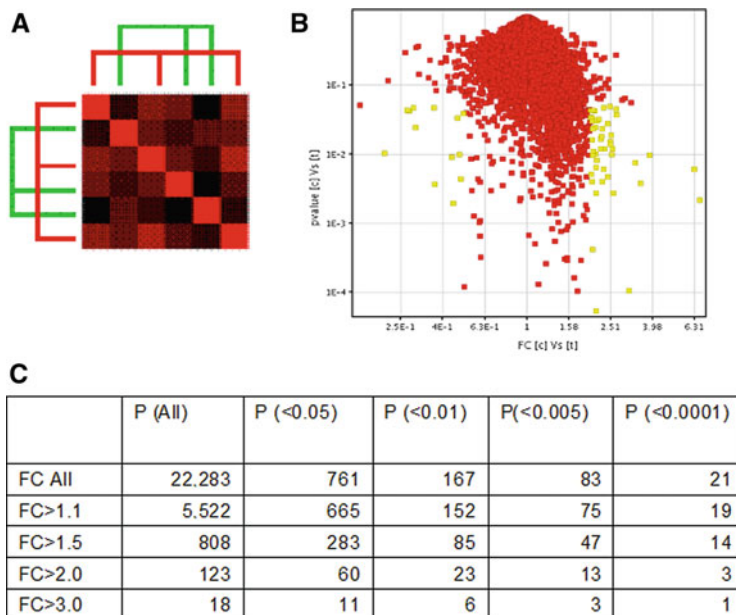 A
B
pvalue [c] Vs [t]
1E-1
1E-2
1E-3
1E-4
2.5E-1 4E-1 6.3E-1 1 1.58 2.51 3.98 6.31
FC [c] Vs [t]
C
P (All) P (<0.05) P (<0.01) P(<0.005) P (<0.0001)
FC All 22.283 761 167 83 21
FC>1.1 5.522 665 152 75 19
FC>1.5 808 283 85 47 14
FC>2.0 123 60 23 13 3
FC>3.0 18 11 6 3 1